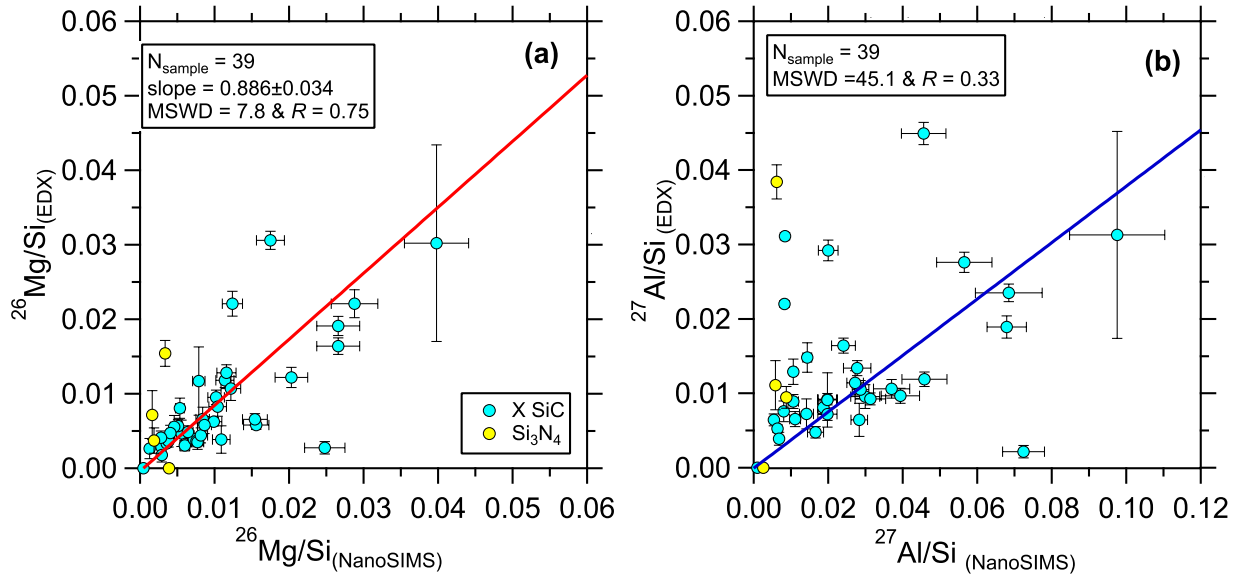 (a)
N_sample = 39
slope = 0.886±0.034
MSWD = 7.8 & R = 0.75
0.06
0.05
0.04
0.03
0.02
0.01
0.00
²⁶Mg/Si(EDX)
X SiC
Si₃N₄
0.00 0.01 0.02 0.03 0.04 0.05 0.06
²⁶Mg/Si(NanoSIMS)
(b)
N_sample = 39
MSWD =45.1 & R = 0.33
0.06
0.05
0.04
0.03
0.02
0.01
0.00
²⁷Al/Si (EDX)
0.00 0.02 0.04 0.06 0.08 0.10 0.12
²⁷Al/Si (NanoSIMS)